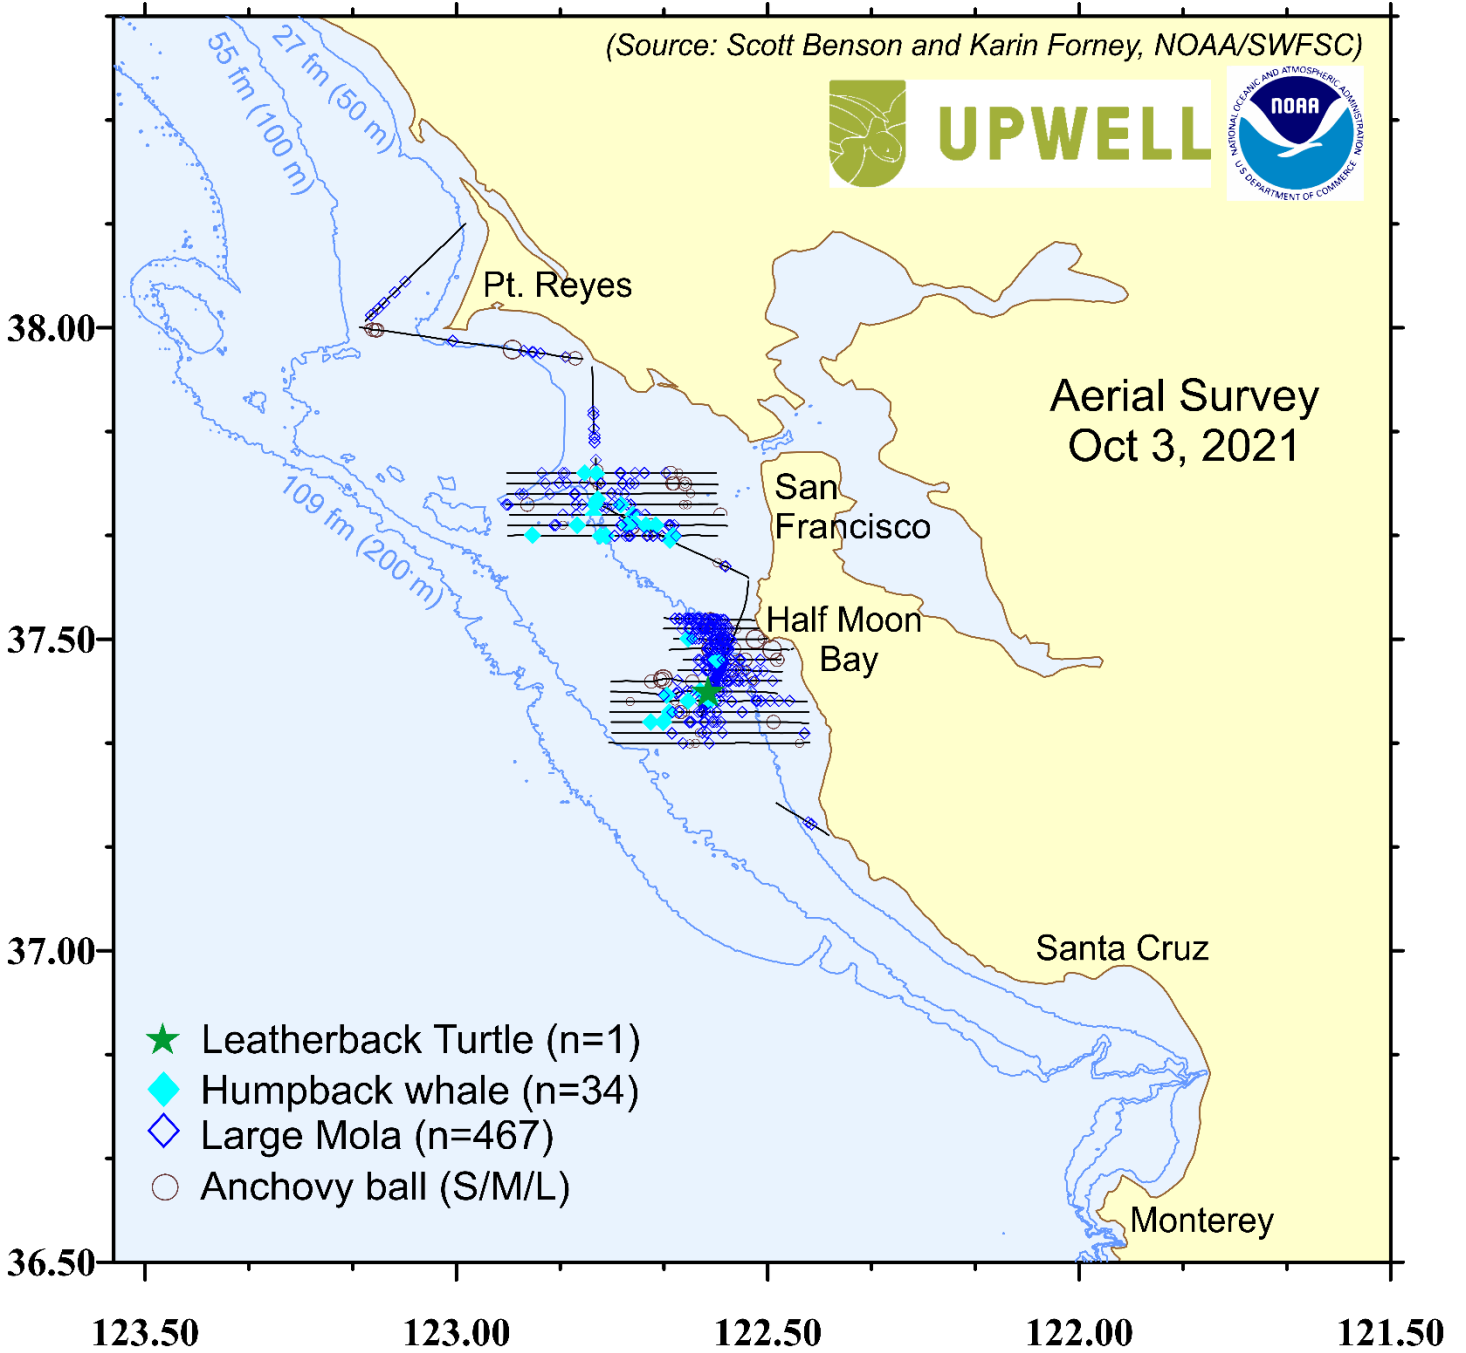 (Source: Scott Benson and Karin Forney, NOAA/SWFSC)
UPWELL
NATIONAL OCEANIC AND ATMOSPHERIC ADMINISTRATION
NOAA
U.S. DEPARTMENT OF COMMERCE
27 fm (50 m)
55 fm (100 m)
109 fm (200 m)
Pt. Reyes
Aerial Survey
Oct 3, 2021
San
Francisco
Half Moon
Bay
Santa Cruz
Monterey
Leatherback Turtle (n=1)
Humpback whale (n=34)
Large Mola (n=467)
Anchovy ball (S/M/L)
38.00
37.50
37.00
36.50
123.50
123.00
122.50
122.00
121.50